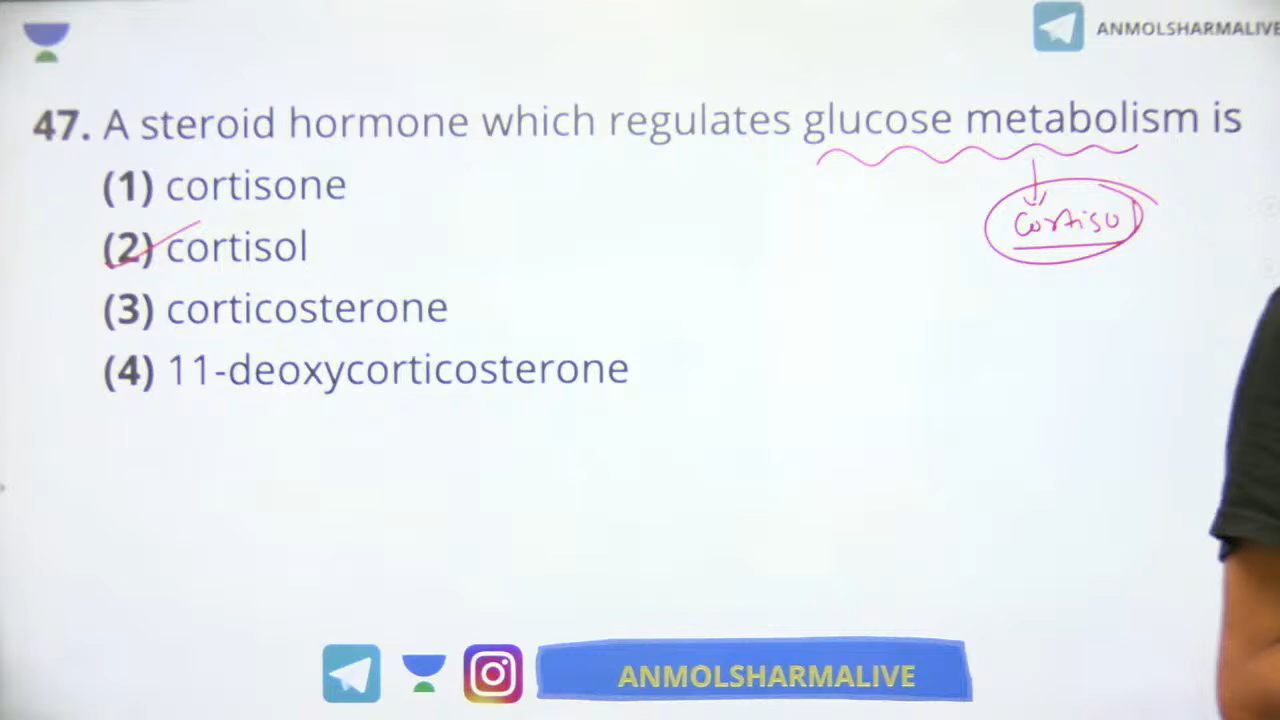 ANMOLSHARMALIVE
47. A steroid hormone which regulates glucose metabolism is
(1) cortisone
cortisol
(2) cortisol
(3) corticosterone
(4) 11-deoxycorticosterone
ANMOLSHARMALIVE